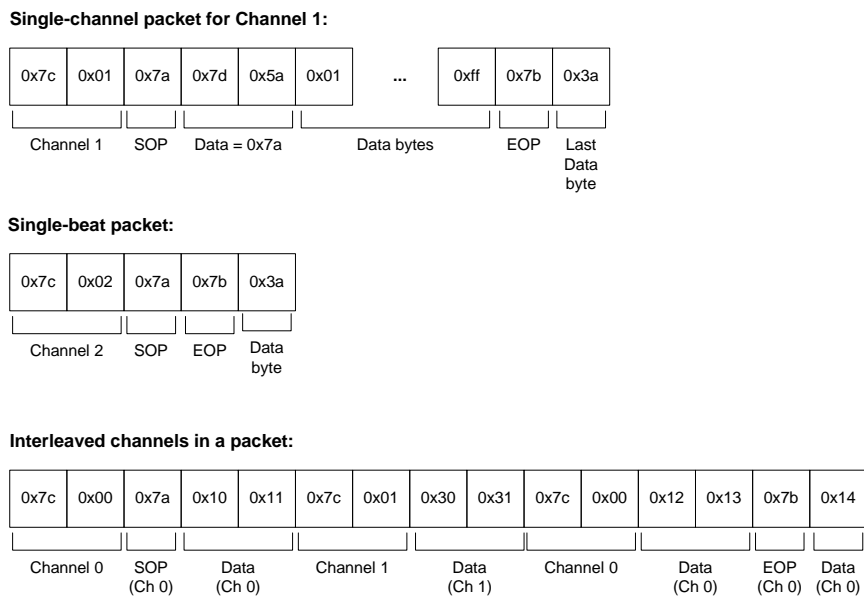 Single-channel packet for Channel 1:
0x7c 0x01 0x7a 0x7d 0x5a 0x01 ... 0xff 0x7b 0x3a
Channel 1 SOP Data = 0x7a Data bytes EOP Last
Data
byte
Single-beat packet:
0x7c 0x02 0x7a 0x7b 0x3a
Channel 2 SOP EOP Data
byte
Interleaved channels in a packet:
0x7c 0x00 0x7a 0x10 0x11 0x7c 0x01 0x30 0x31 0x7c 0x00 0x12 0x13 0x7b 0x14
Channel 0 SOP Data Channel 1 Data Channel 0 Data EOP Data
(Ch 0) (Ch 0) (Ch 1) (Ch 0) (Ch 0) (Ch 0)